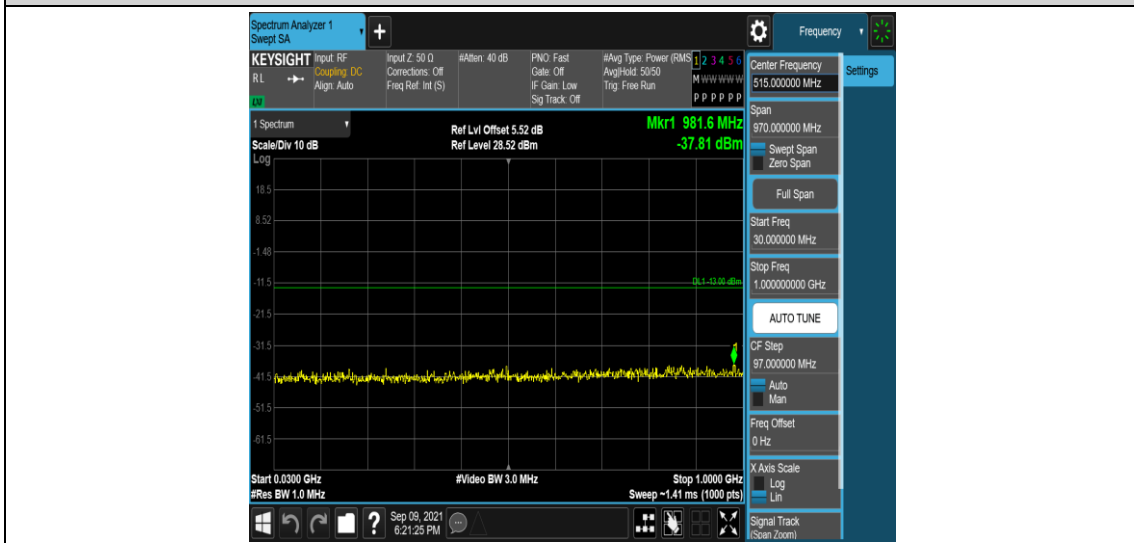 Spectrum Analyzer 1
Swept SA
+
Frequency
KEYSIGHT
RL
LXI
Input: RF
Coupling: DC
Align: Auto
Input Z: 50 Ω
Corrections: Off
Freq Ref: Int (S)
#Atten: 40 dB
PNO: Fast
Gate: Off
IF Gain: Low
Sig Track: Off
#Avg Type: Power (RMS
Avg|Hold: 50/50
Trig: Free Run
1 2 3 4 5 6
M W W W W W
P P P P P P
1 Spectrum
Scale/Div 10 dB
Log
Ref Lvl Offset 5.52 dB
Ref Level 28.52 dBm
Mkr1 981.6 MHz
-37.81 dBm
18.5
8.52
-1.48
-11.5
-21.5
-31.5
-41.5
-51.5
-61.5
DL1 -13.00 dBm
Start 0.0300 GHz
#Res BW 1.0 MHz
#Video BW 3.0 MHz
Stop 1.0000 GHz
Sweep ~1.41 ms (1000 pts)
Sep 09, 2021
6:21:25 PM
?
Center Frequency
515.000000 MHz
Settings
Span
970.000000 MHz
Swept Span
Zero Span
Full Span
Start Freq
30.000000 MHz
Stop Freq
1.000000000 GHz
AUTO TUNE
CF Step
97.000000 MHz
Auto
Man
Freq Offset
0 Hz
X Axis Scale
Log
Lin
Signal Track
(Span Zoom)